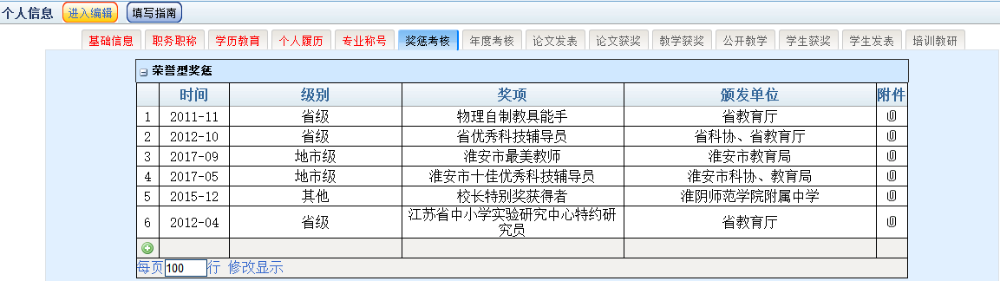 个人信息 进入编辑 填写指南
基础信息 职务职称 学历教育 个人履历 专业称号 奖惩考核 年度考核 论文发表 论文获奖 教学获奖 公开教学 学生获奖 学生发表 培训教研
荣誉型奖惩
时间 级别 奖项 颁发单位 附件
1 2011-11 省级 物理自制教具能手 省教育厅
2 2012-10 省级 省优秀科技辅导员 省科协、省教育厅
3 2017-09 地市级 淮安市最美教师 淮安市教育局
4 2017-05 地市级 淮安市十佳优秀科技辅导员 淮安市科协、教育局
5 2015-12 其他 校长特别奖获得者 淮阴师范学院附属中学
6 2012-04 省级 江苏省中小学实验研究中心特约研 省教育厅
究员
每页 100 行 修改显示